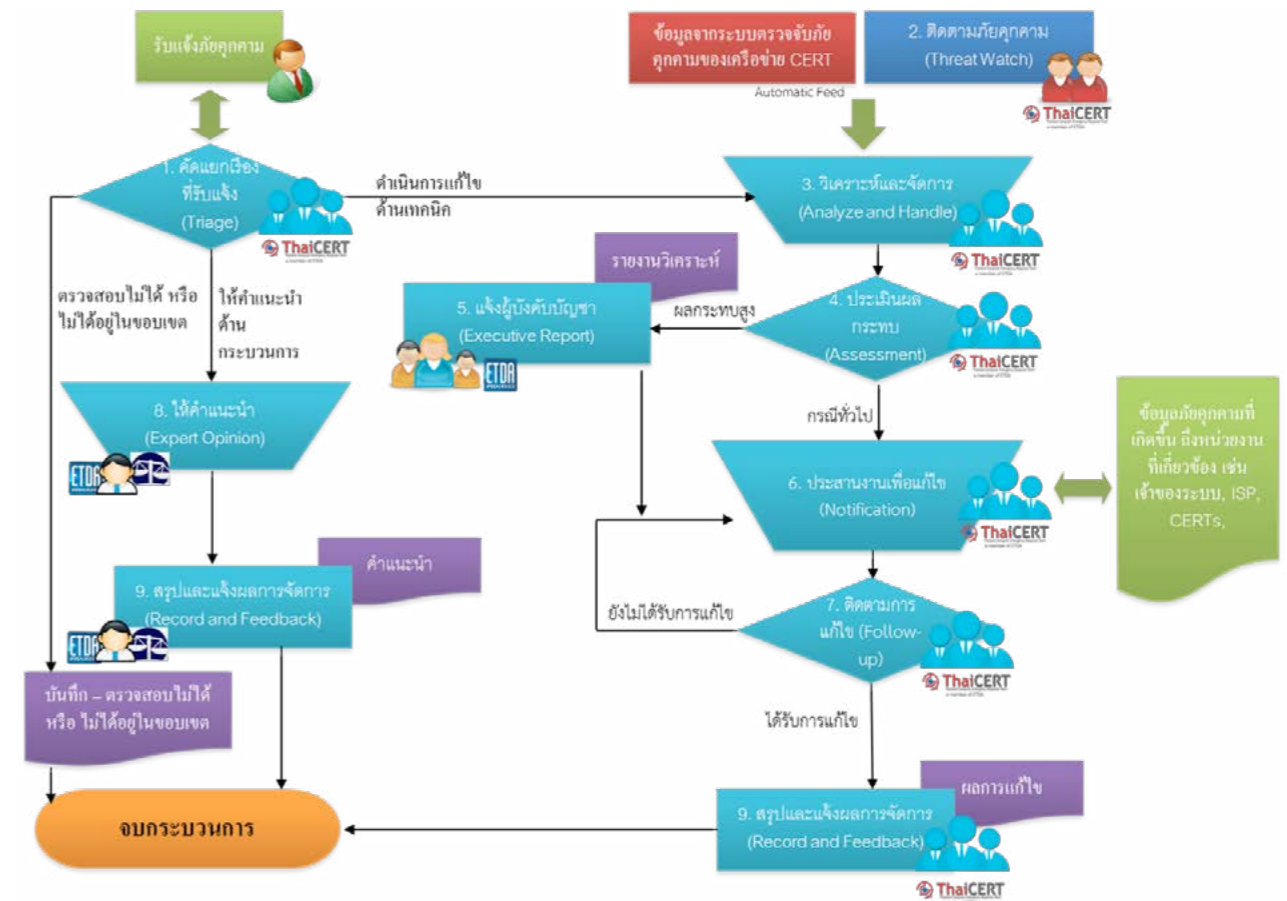 รับแจ้งภัยคุกคาม
ข้อมูลจากระบบตรวจจับภัย
คุกคามของเครือข่าย CERT
Automatic Feed
2. ติดตามภัยคุกคาม
(Threat Watch)
ThaiCERT
1. คัดแยกเรื่อง
ที่รับแจ้ง
(Triage)
ThaiCERT
ดำเนินการแก้ไข
ด้านเทคนิค
3. วิเคราะห์และจัดการ
(Analyze and Handle)
ThaiCERT
ตรวจสอบไม่ได้ หรือ
ไม่ได้อยู่ในขอบเขต
ให้คำแนะนำ
ด้าน
กระบวนการ
รายงานวิเคราะห์
5. แจ้งผู้บังคับบัญชา
(Executive Report)
ETDA
ผลกระทบสูง
4. ประเมินผล
กระทบ
(Assessment)
ThaiCERT
กรณีทั่วไป
8. ให้คำแนะนำ
(Expert Opinion)
ETDA
6. ประสานงานเพื่อแก้ไข
(Notification)
ThaiCERT
ข้อมูลภัยคุกคามที่
เกิดขึ้น ถึงหน่วยงาน
ที่เกี่ยวข้อง เช่น
เจ้าของระบบ, ISP,
CERTs,
คำแนะนำ
9. สรุปและแจ้งผลการจัดการ
(Record and Feedback)
ETDA
ยังไม่ได้รับการแก้ไข
7. ติดตามการ
แก้ไข (Follow-
up)
ThaiCERT
บันทึก – ตรวจสอบไม่ได้
หรือ ไม่ได้อยู่ในขอบเขต
ได้รับการแก้ไข
ผลการแก้ไข
9. สรุปและแจ้งผลการจัดการ
(Record and Feedback)
ThaiCERT
จบกระบวนการ